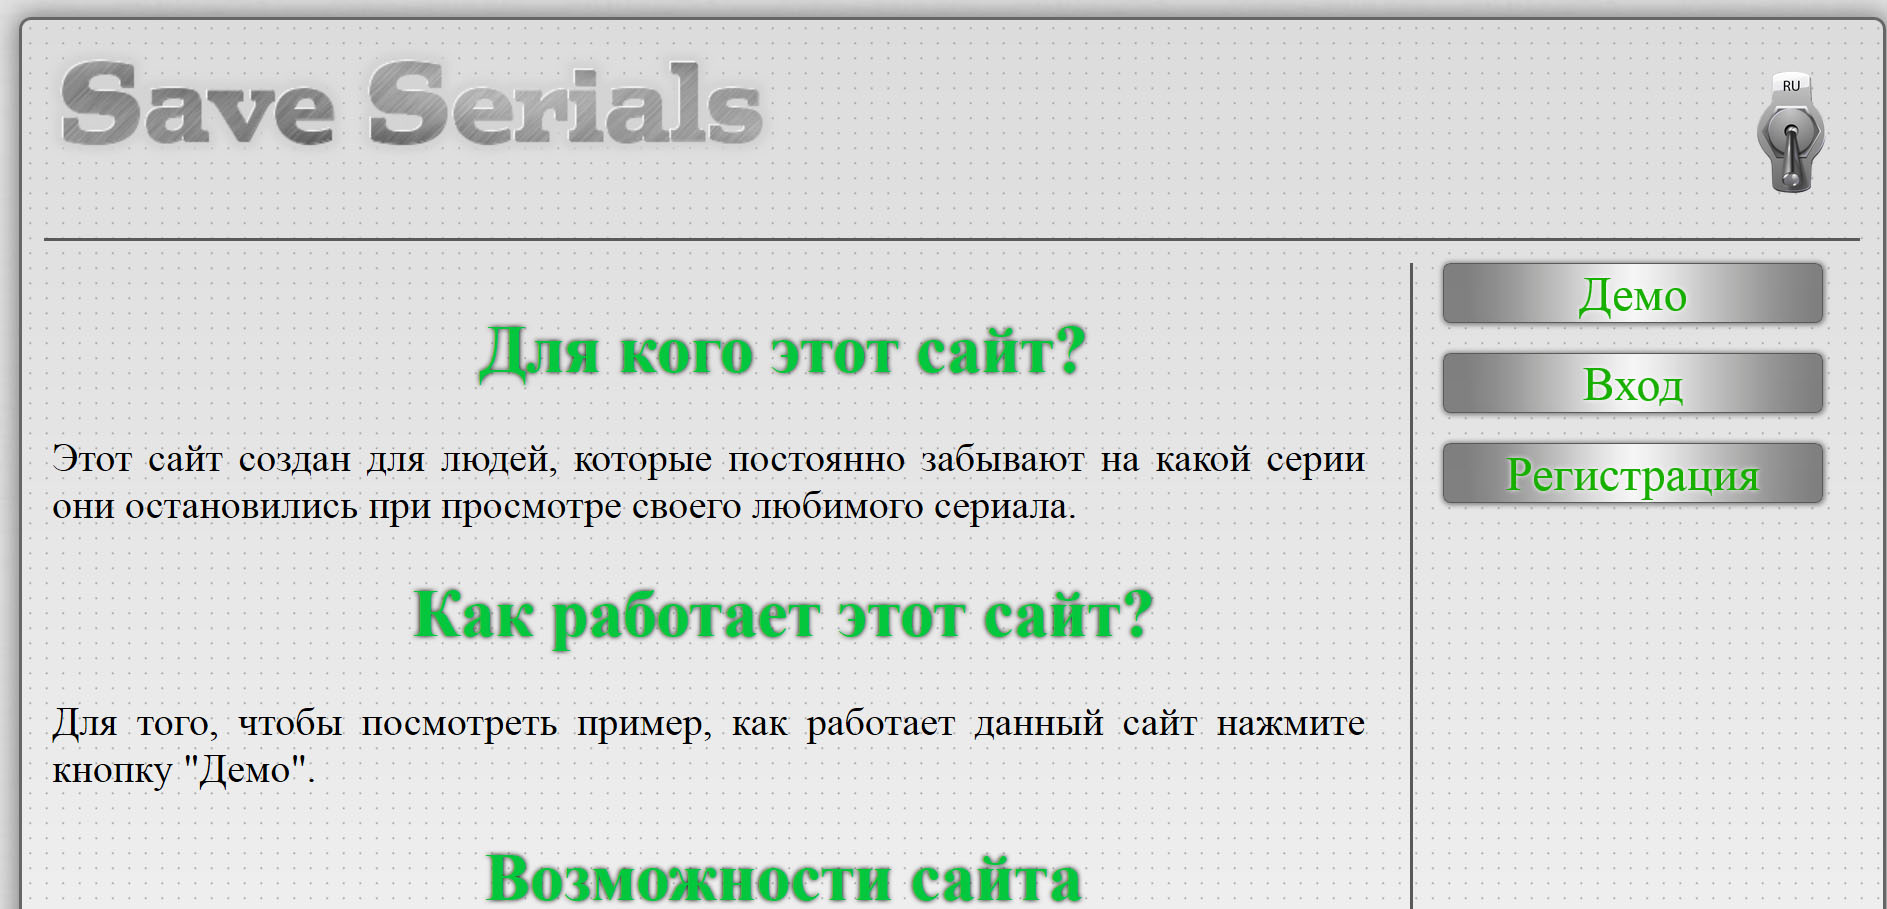 Save Serials
RU
Для кого этот сайт?
Этот сайт создан для людей, которые постоянно забывают на какой серии
они остановились при просмотре своего любимого сериала.
Как работает этот сайт?
Для того, чтобы посмотреть пример, как работает данный сайт нажмите
кнопку "Демо".
Возможности сайта
Демо
Вход
Регистрация